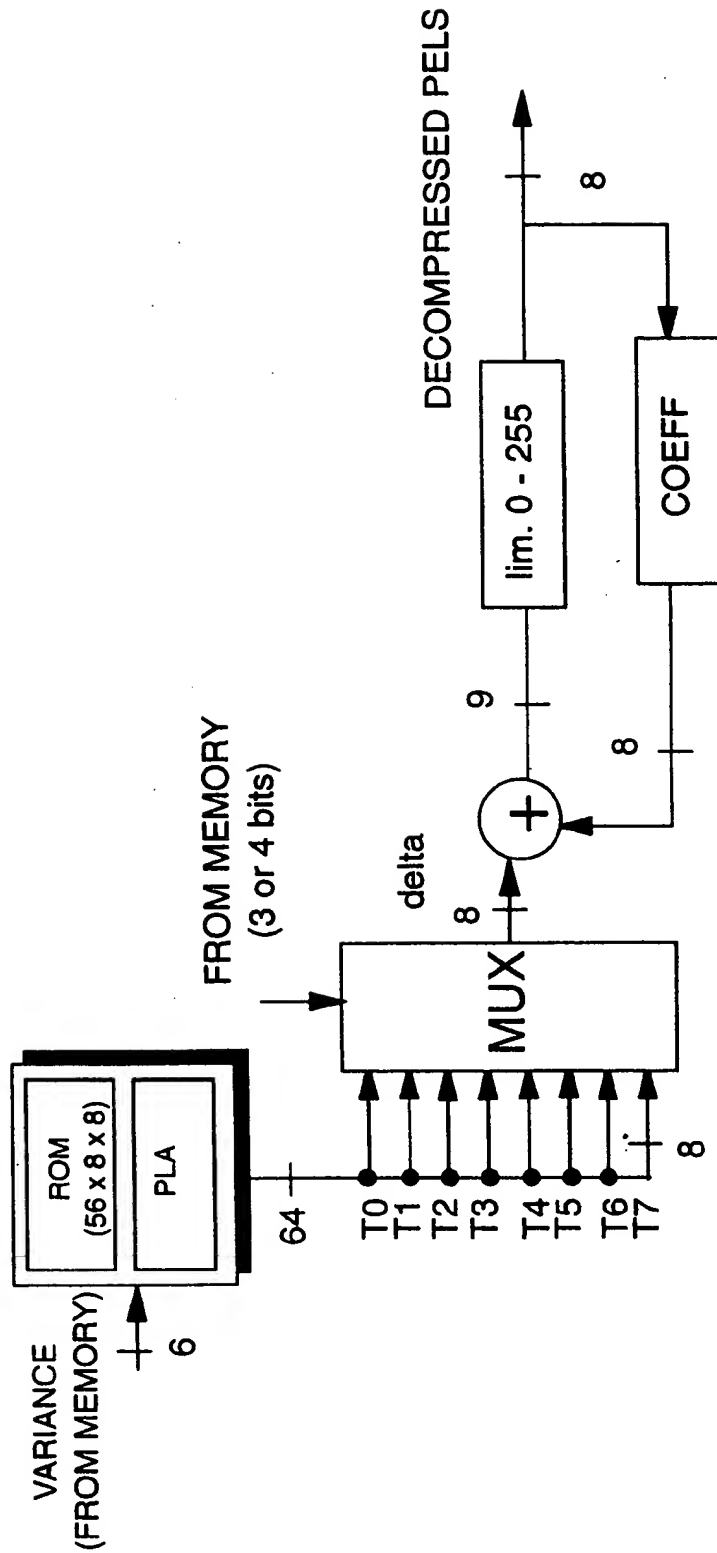 VARIANCE
(FROM MEMORY)
6
ROM
(56 x 8 x 8)
PLA
64
T0
T1
T2
T3
T4
T5
T6
T7
8
FROM MEMORY
(3 or 4 bits)
MUX
delta
8
+
9
8
lim. 0 - 255
COEFF
DECOMPRESSED PELS
8